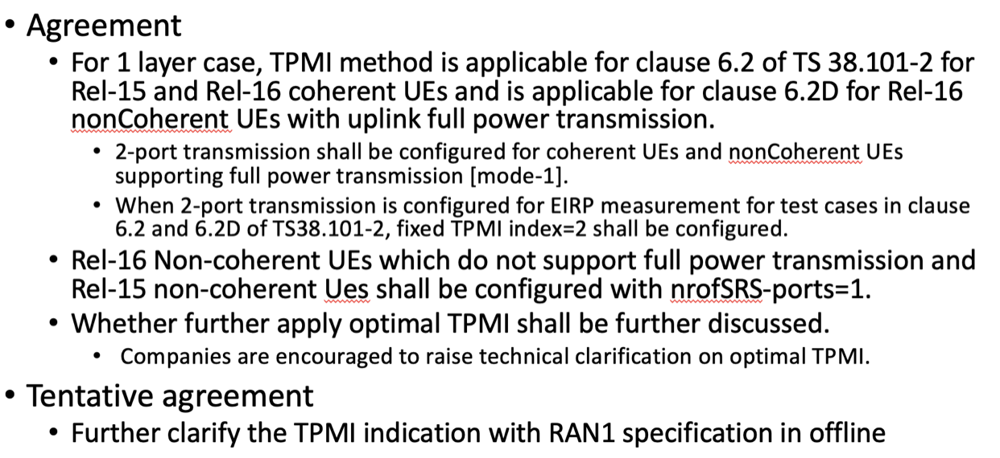 • Agreement
• For 1 layer case, TPMI method is applicable for clause 6.2 of TS 38.101-2 for
Rel-15 and Rel-16 coherent UEs and is applicable for clause 6.2D for Rel-16
nonCoherent UEs with uplink full power transmission.
• 2-port transmission shall be configured for coherent UEs and nonCoherent UEs
supporting full power transmission [mode-1].
• When 2-port transmission is configured for EIRP measurement for test cases in clause
6.2 and 6.2D of TS38.101-2, fixed TPMI index=2 shall be configured.
• Rel-16 Non-coherent UEs which do not support full power transmission and
Rel-15 non-coherent Ues shall be configured with nrofSRS-ports=1.
• Whether further apply optimal TPMI shall be further discussed.
• Companies are encouraged to raise technical clarification on optimal TPMI.
• Tentative agreement
• Further clarify the TPMI indication with RAN1 specification in offline